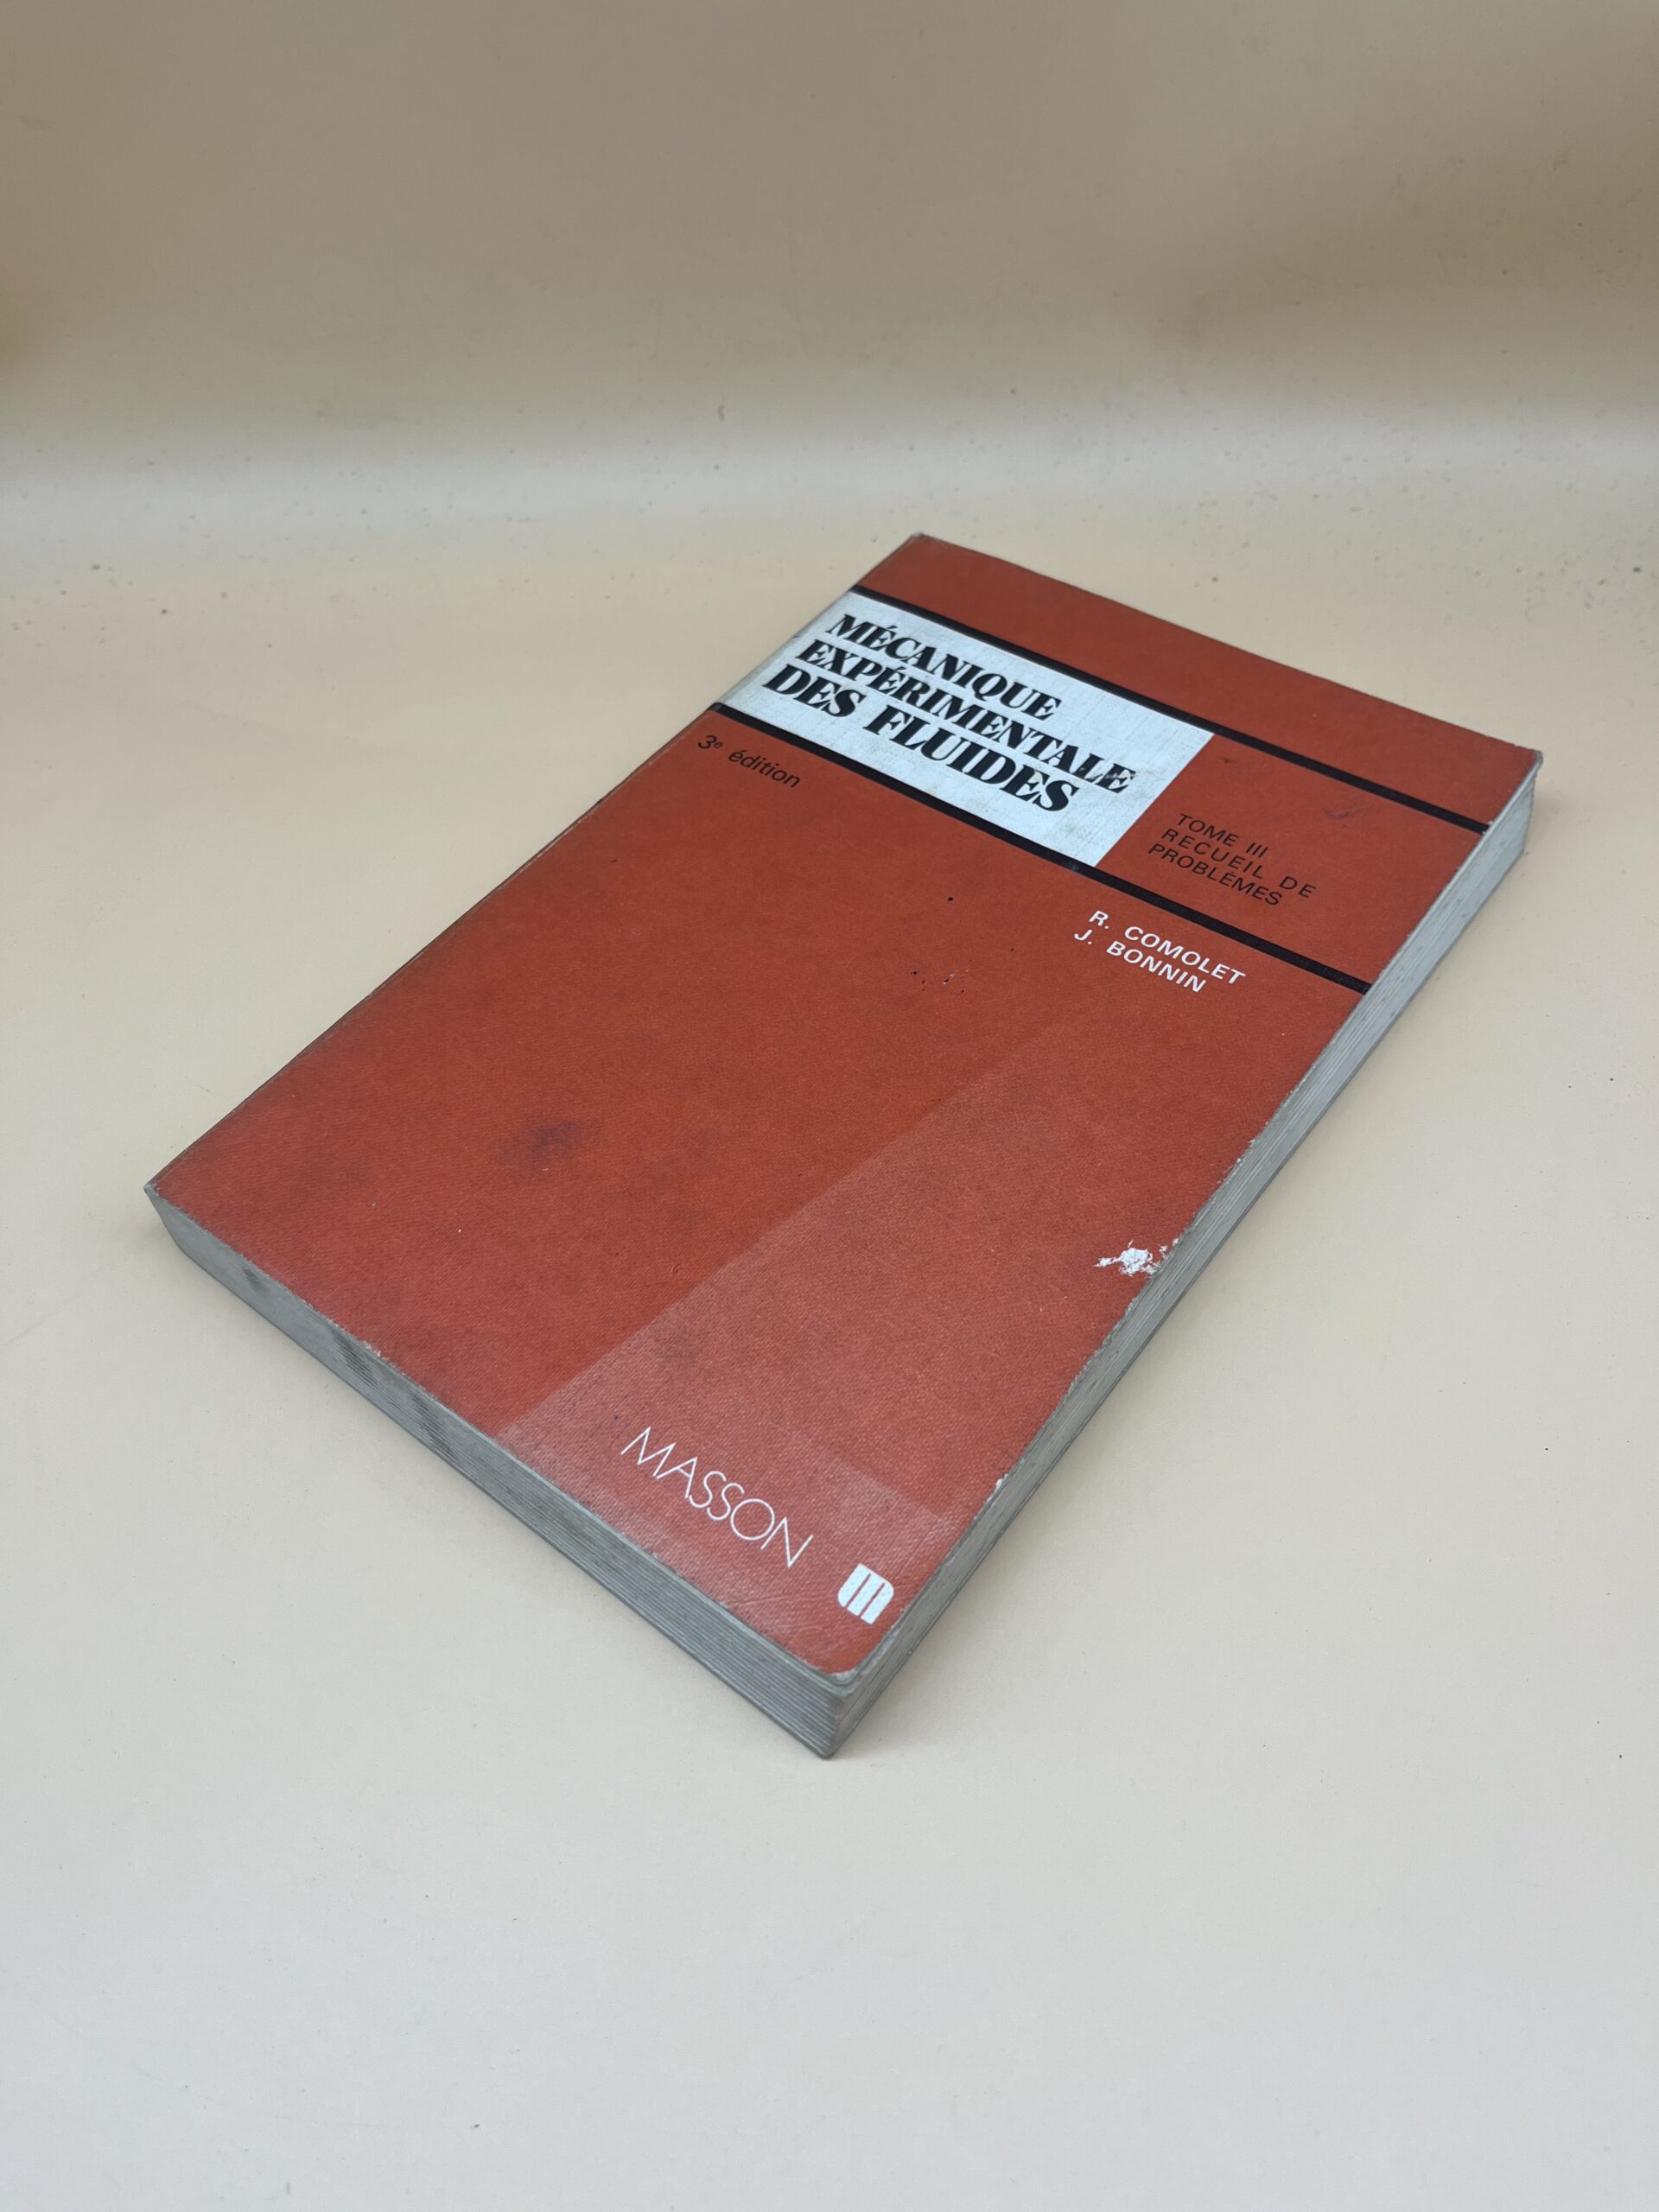 MÉCANIQUE
EXPÉRIMENTALE
DES FLUIDES
3e édition
TOME III
RECUEIL DE
PROBLÈMES
R. COMOLET
J. BONNIN
MASSON